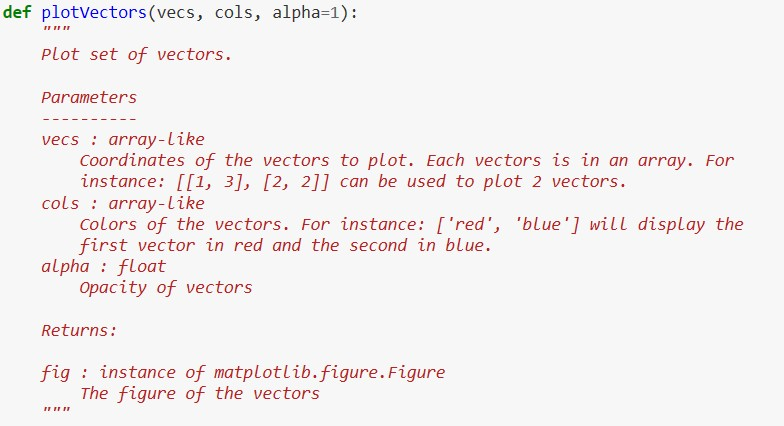 def plotVectors(vecs, cols, alpha=1):
    """
    Plot set of vectors.

    Parameters
    ----------
    vecs : array-like
        Coordinates of the vectors to plot. Each vectors is in an array. For
        instance: [[1, 3], [2, 2]] can be used to plot 2 vectors.
    cols : array-like
        Colors of the vectors. For instance: ['red', 'blue'] will display the
        first vector in red and the second in blue.
    alpha : float
        Opacity of vectors

    Returns:

    fig : instance of matplotlib.figure.Figure
        The figure of the vectors
    """